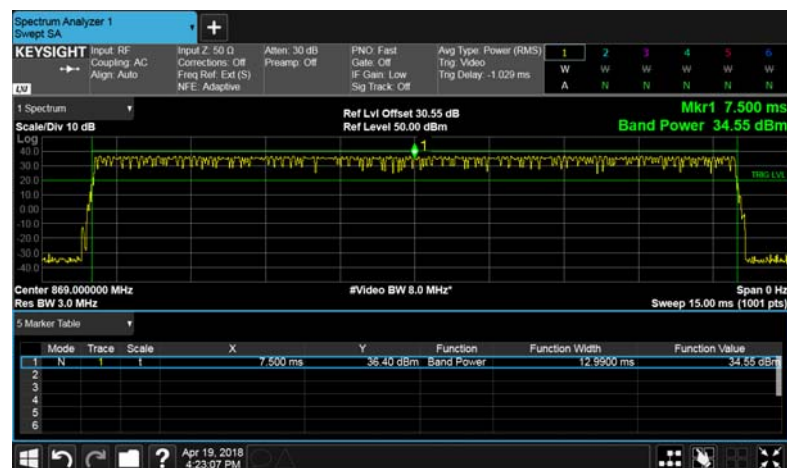 Spectrum Analyzer 1
Swept SA
+
KEYSIGHT Input: RF Input Z: 50 Ω Atten: 30 dB PNO: Fast Avg Type: Power (RMS) 1 2 3 4 5 6
Coupling: AC Corrections: Off Preamp: Off Gate: Off Trig: Video W W W W W W
Align: Auto Freq Ref: Ext (S) IF Gain: Low Trig Delay: -1.029 ms
LXI NFE: Adaptive Sig Track: Off A N N N N N
1 Spectrum Ref Lvl Offset 30.55 dB Mkr1 7.500 ms
Scale/Div 10 dB Ref Level 50.00 dBm Band Power 34.55 dBm
Log
40.0
1
30.0
20.0 TRIG LVL
10.0
0.00
-10.0
-20.0
-30.0
-40.0
Center 869.000000 MHz #Video BW 8.0 MHz* Span 0 Hz
Res BW 3.0 MHz Sweep 15.00 ms (1001 pts)
5 Marker Table
Mode Trace Scale X Y Function Function Width Function Value
1 N 1 t 7.500 ms 36.40 dBm Band Power 12.9900 ms 34.55 dBm
2
3
4
5
6
? Apr 19, 2018
4:23:07 PM